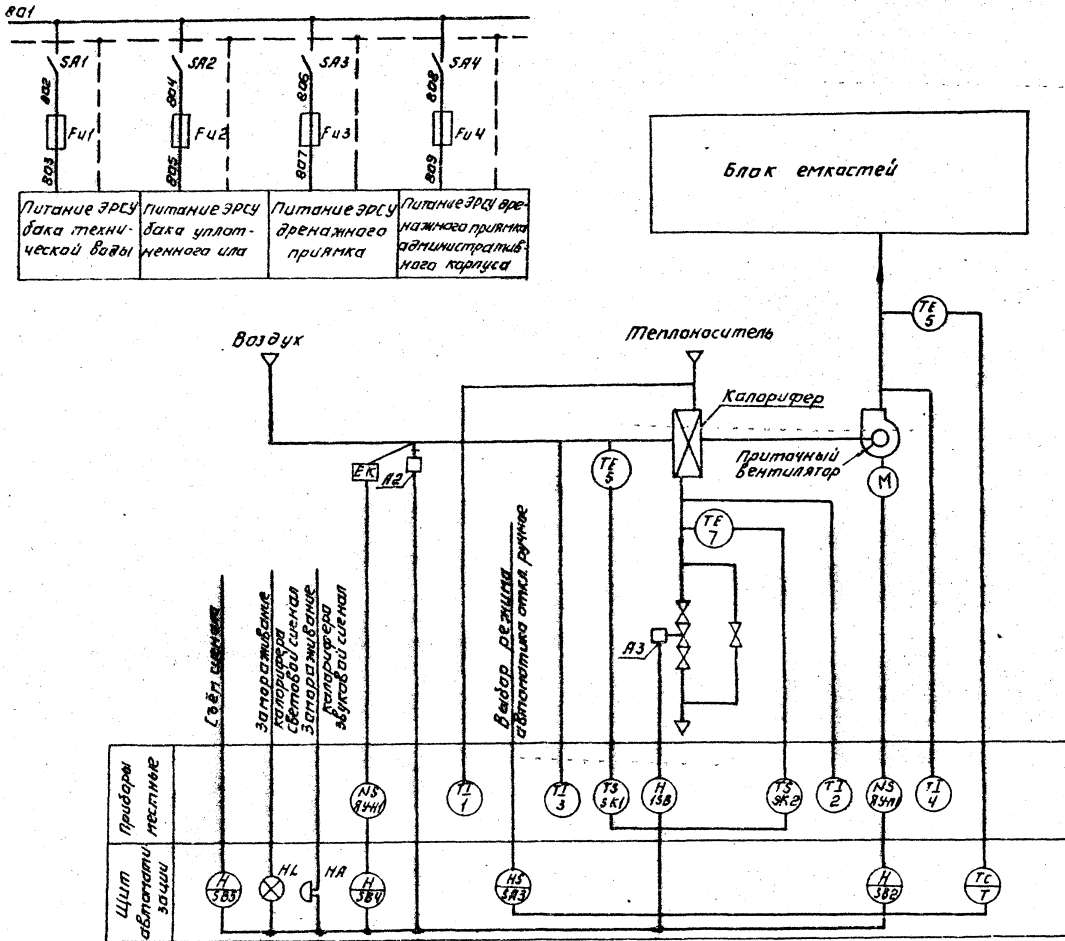 801
SA1
SA2
SA3
SA4
802
804
806
808
Fu1
Fu2
Fu3
Fu4
803
805
807
809
Питание ЭРСУ
бака техни-
ческой воды
Питание ЭРСУ
бака уплот-
ненного ила
Питание ЭРСУ
дренажного
приямка
Питание ЭРСУ дре-
нажного приямка
административ-
ного корпуса
Блок емкастей
TE
5
Воздух
Теплоноситель
Калорифер
Приточный
вентилятор
M
EK
A2
TE
5
TE
7
A3
Съём сигнала
Замораживание
калорифера
световой сигнал
Замораживание
калорифера
звуковой сигнал
Выбор режима
автоматика откл. ручное
Приборы
местные
NS
ЯУН1
TI
1
TI
3
TS
SK1
H
1SB
TS
SK2
TI
2
NS
ЯУП1
TI
4
Щит
автомати-
зации
H
SB3
HL
HA
H
SB4
HS
SA3
H
SB2
TC
T